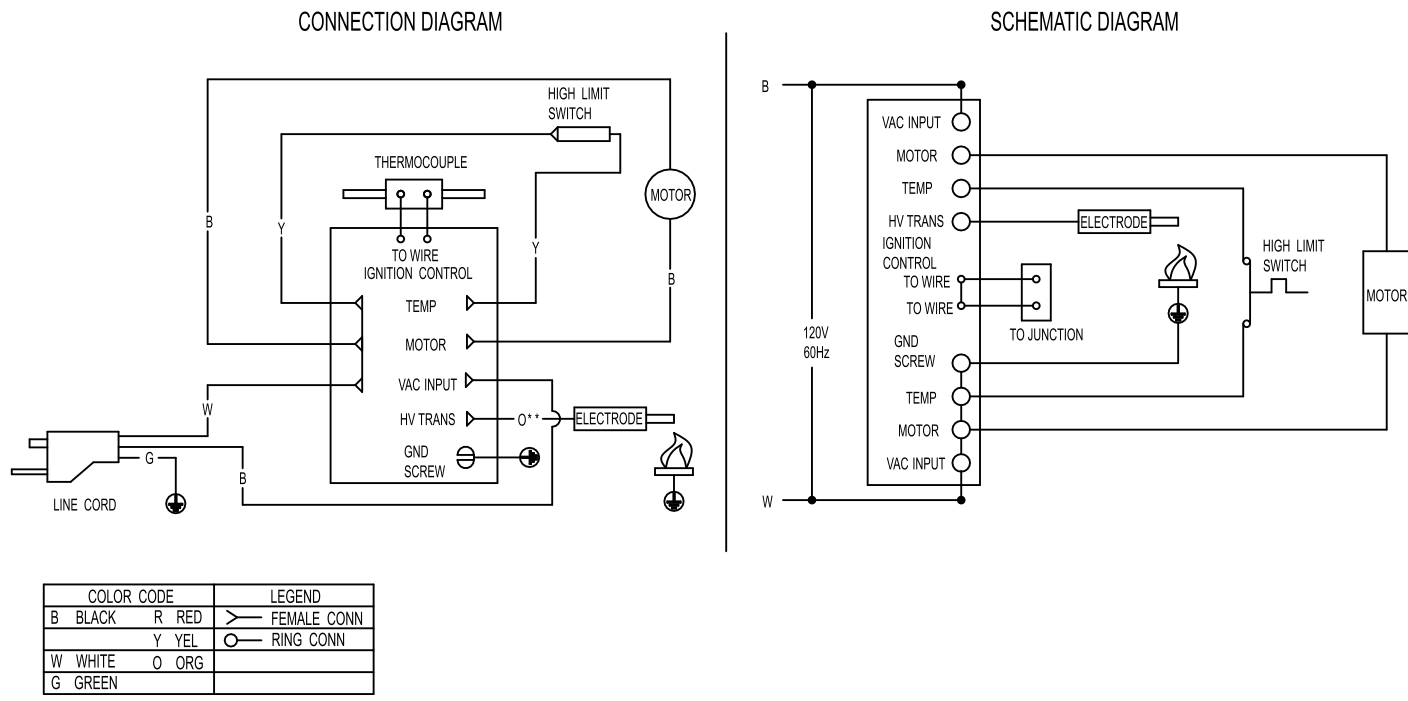 CONNECTION DIAGRAM
HIGH LIMIT
SWITCH
THERMOCOUPLE
MOTOR
B
Y
Y
B
TO WIRE
IGNITION CONTROL
TEMP
MOTOR
VAC INPUT
HV TRANS
O**
ELECTRODE
GND
SCREW
W
G
B
LINE CORD
SCHEMATIC DIAGRAM
B
VAC INPUT
MOTOR
TEMP
HV TRANS
ELECTRODE
IGNITION
CONTROL
TO WIRE
TO WIRE
TO JUNCTION
HIGH LIMIT
SWITCH
MOTOR
120V
60Hz
GND
SCREW
TEMP
MOTOR
VAC INPUT
W
COLOR CODE LEGEND
B BLACK R RED FEMALE CONN
Y YEL RING CONN
W WHITE O ORG
G GREEN